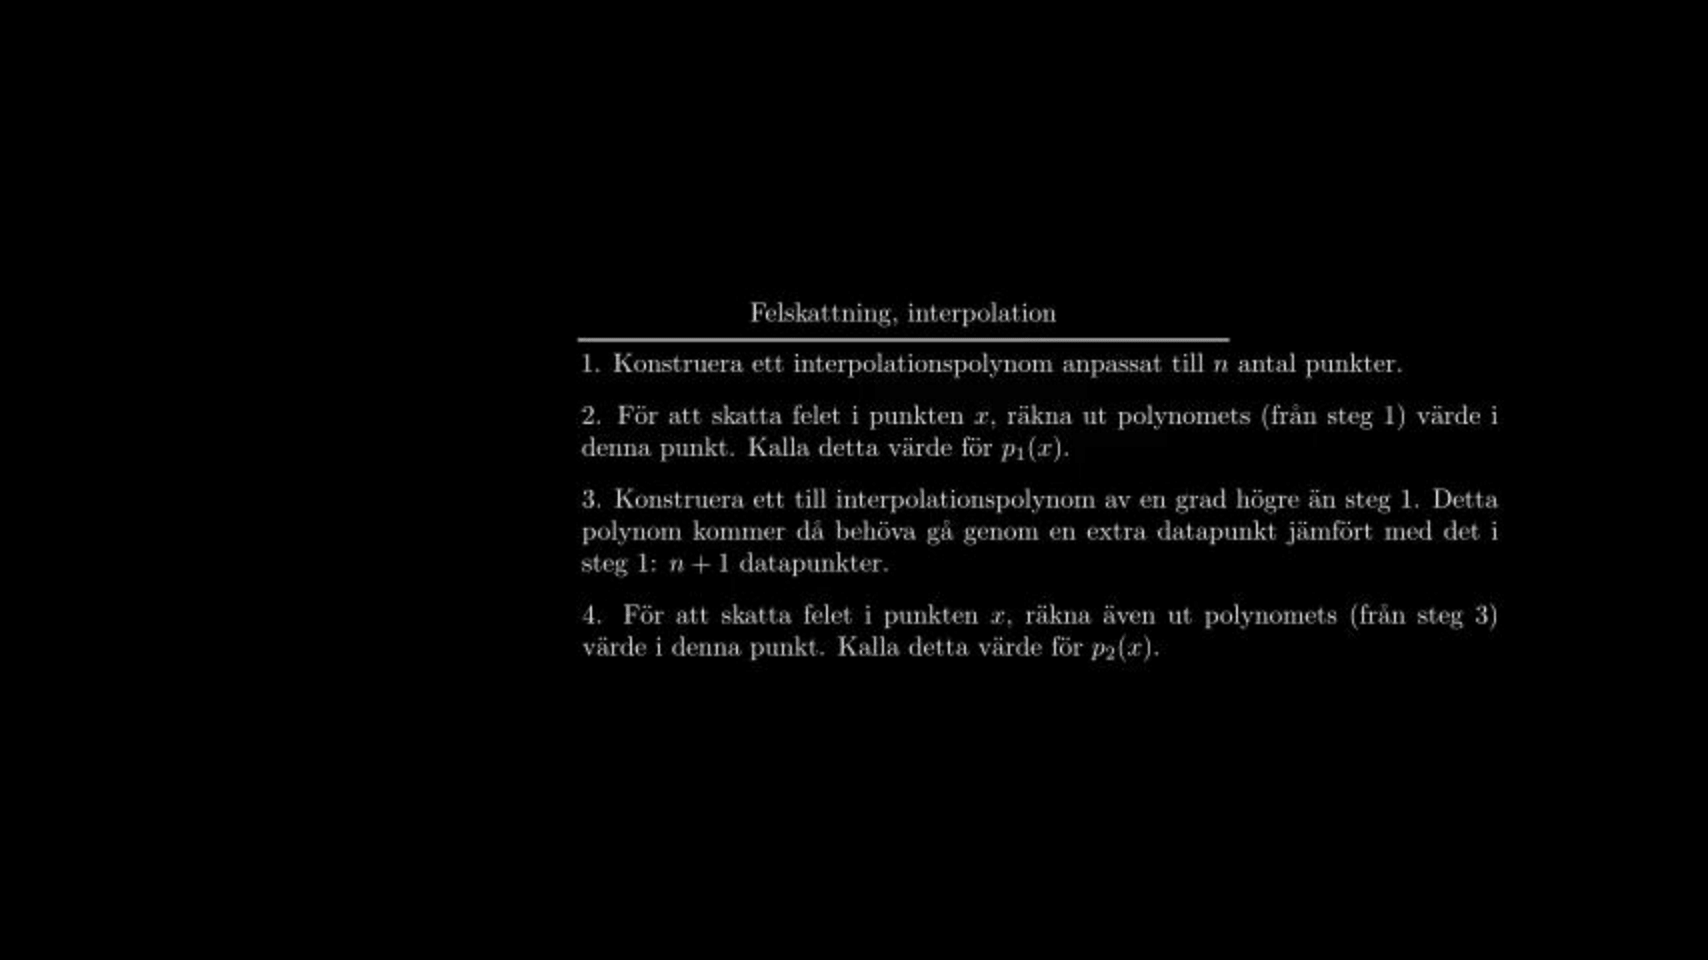 Felskattning, interpolation
1. Konstruera ett interpolationspolynom anpassat till n antal punkter.
2. För att skatta felet i punkten x, räkna ut polynomets (från steg 1) värde i
denna punkt. Kalla detta värde för p₁(x).
3. Konstruera ett till interpolationspolynom av en grad högre än steg 1. Detta
polynom kommer då behöva gå genom en extra datapunkt jämfört med det i
steg 1: n + 1 datapunkter.
4. För att skatta felet i punkten x, räkna även ut polynomets (från steg 3)
värde i denna punkt. Kalla detta värde för p₂(x).